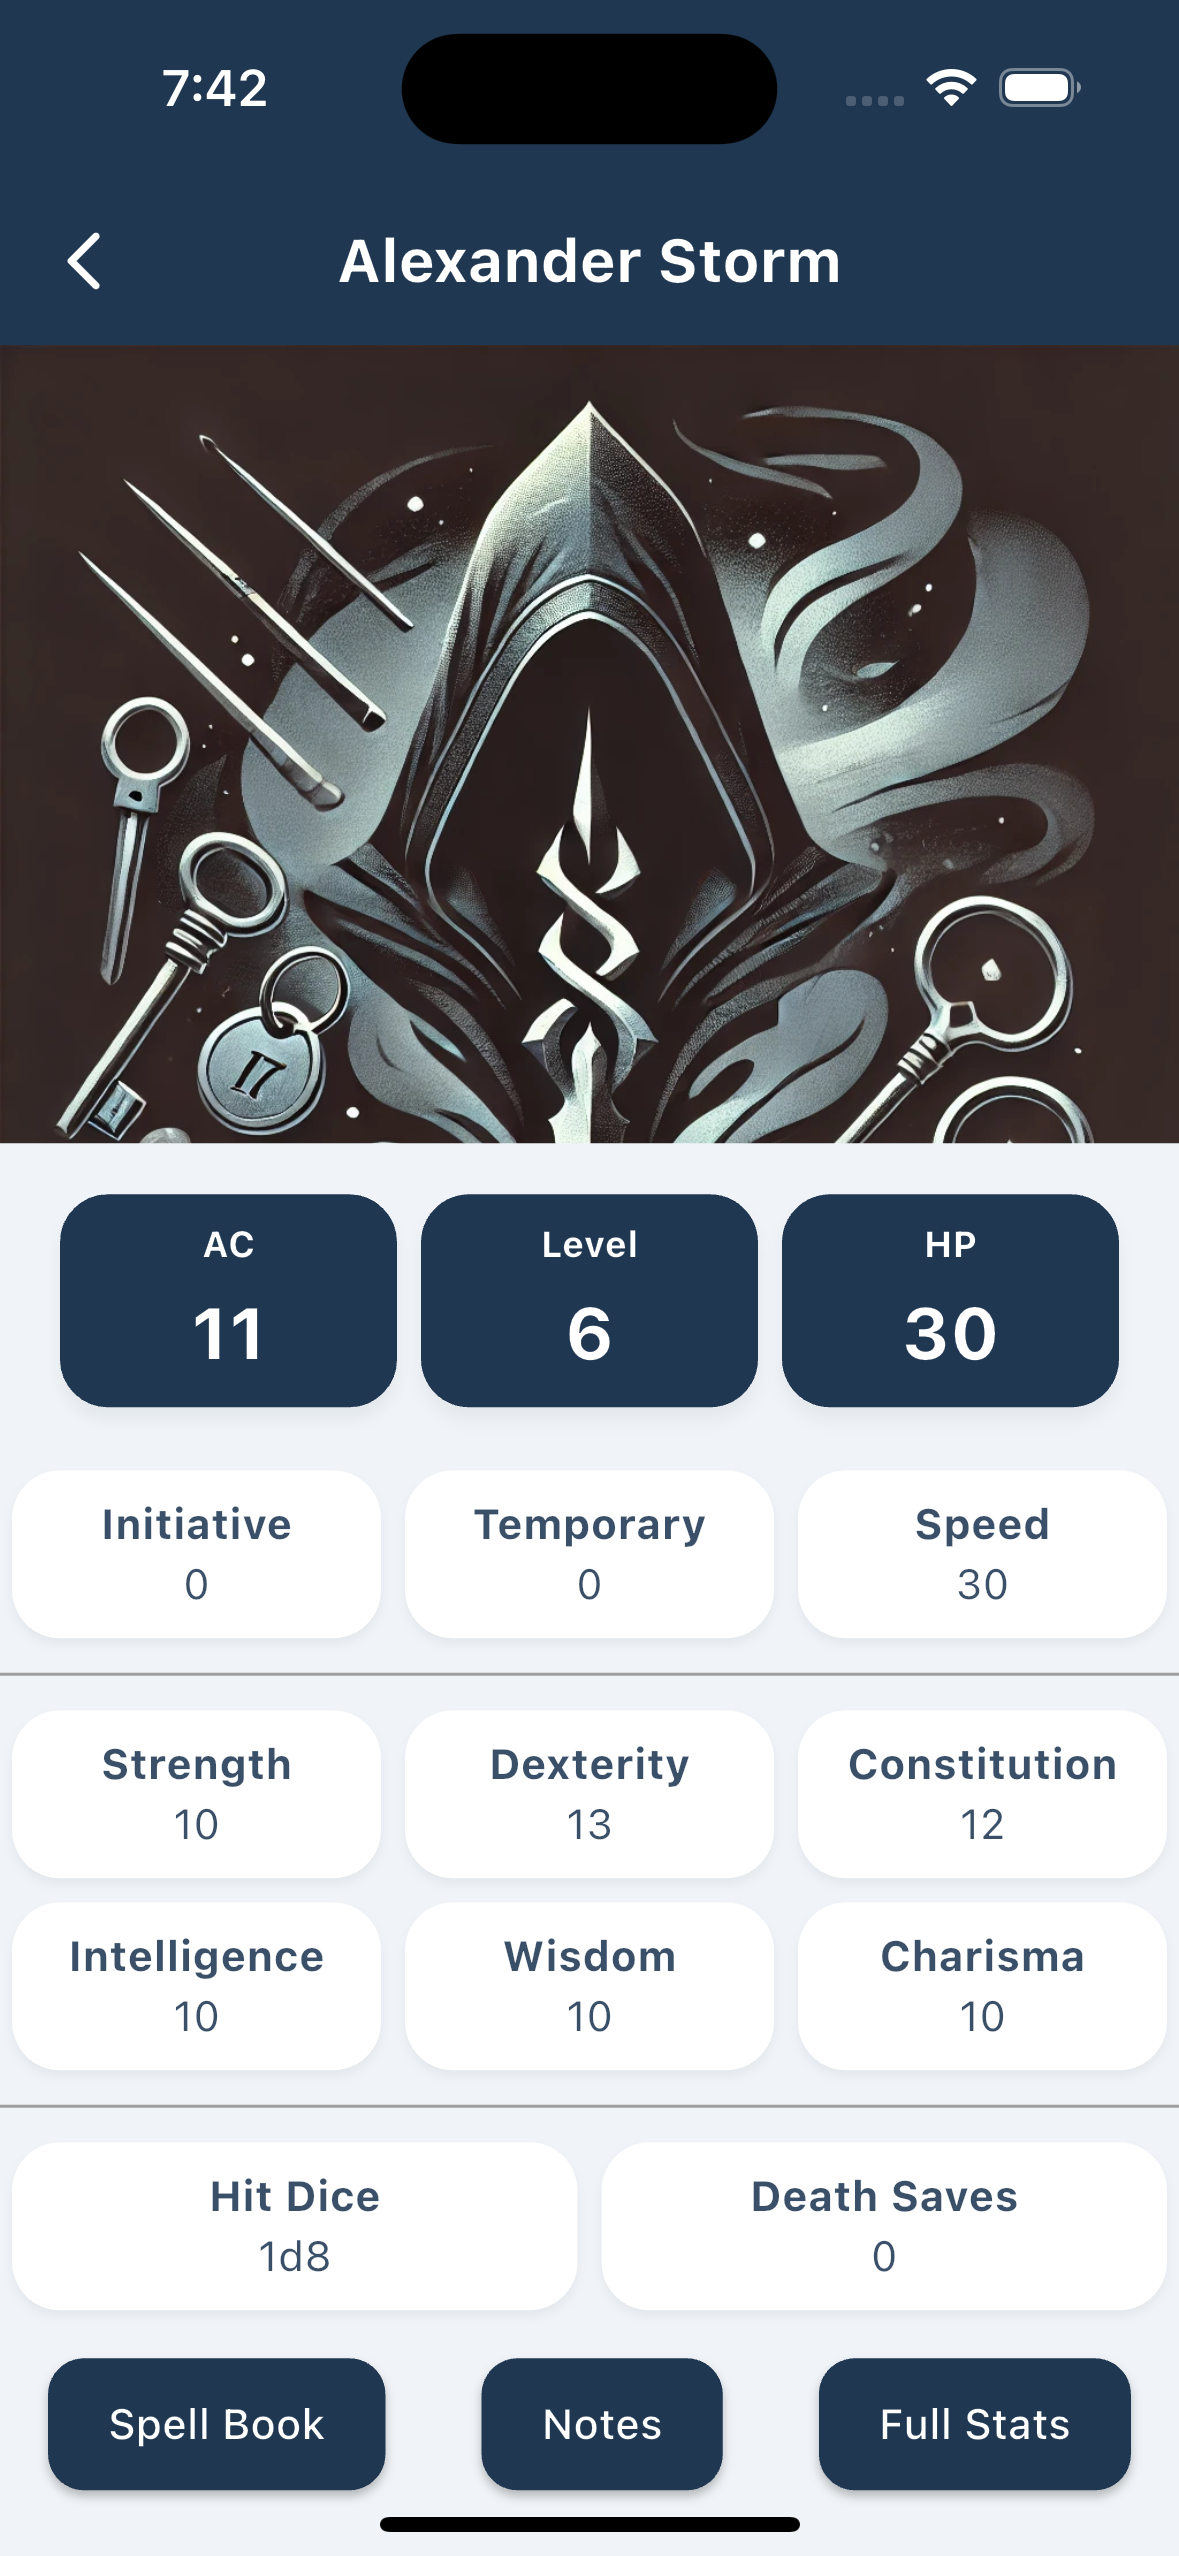 7:42
Alexander Storm
17
AC
Level
HP
11
6
30
Initiative
Temporary
Speed
0
0
30
Strength
Dexterity
Constitution
10
13
12
Intelligence
Wisdom
Charisma
10
10
10
Hit Dice
Death Saves
1d8
0
Spell Book
Notes
Full Stats